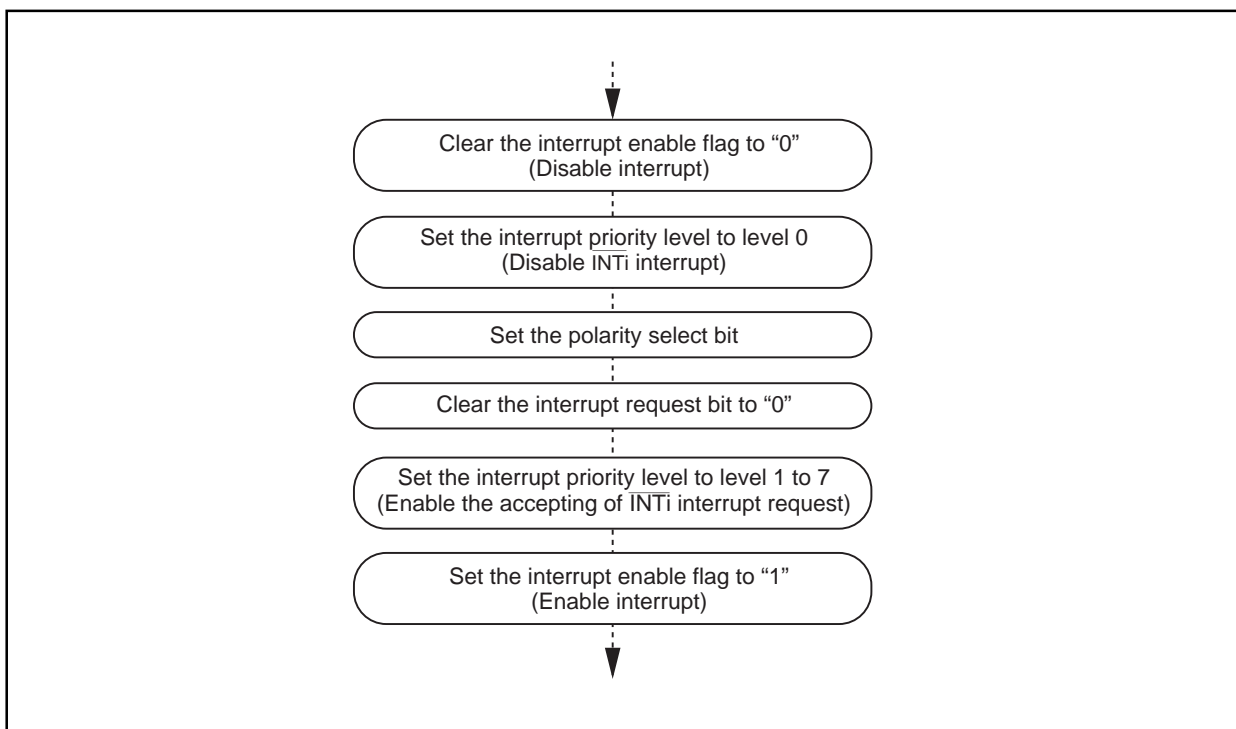 Clear the interrupt enable flag to “0”
(Disable interrupt)
Set the interrupt priority level to level 0
(Disable I̅N̅T̅i̅ interrupt)
Set the polarity select bit
Clear the interrupt request bit to “0”
Set the interrupt priority level to level 1 to 7
(Enable the accepting of I̅N̅T̅i̅ interrupt request)
Set the interrupt enable flag to “1”
(Enable interrupt)